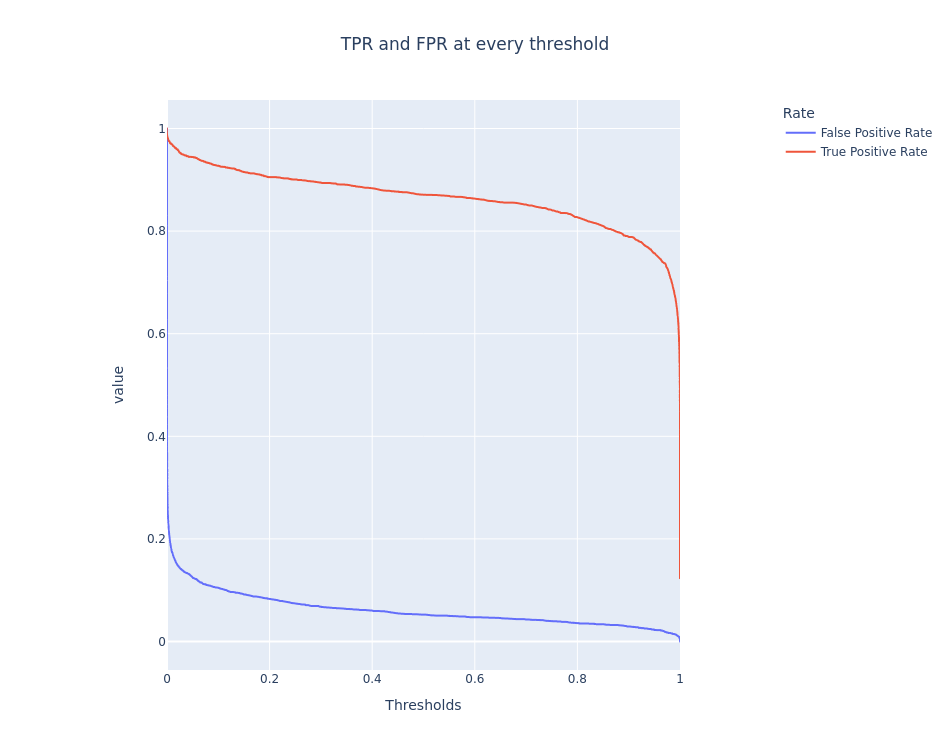 TPR and FPR at every threshold
Rate
False Positive Rate
True Positive Rate
value
1
0.8
0.6
0.4
0.2
0
0 0.2 0.4 0.6 0.8 1
Thresholds